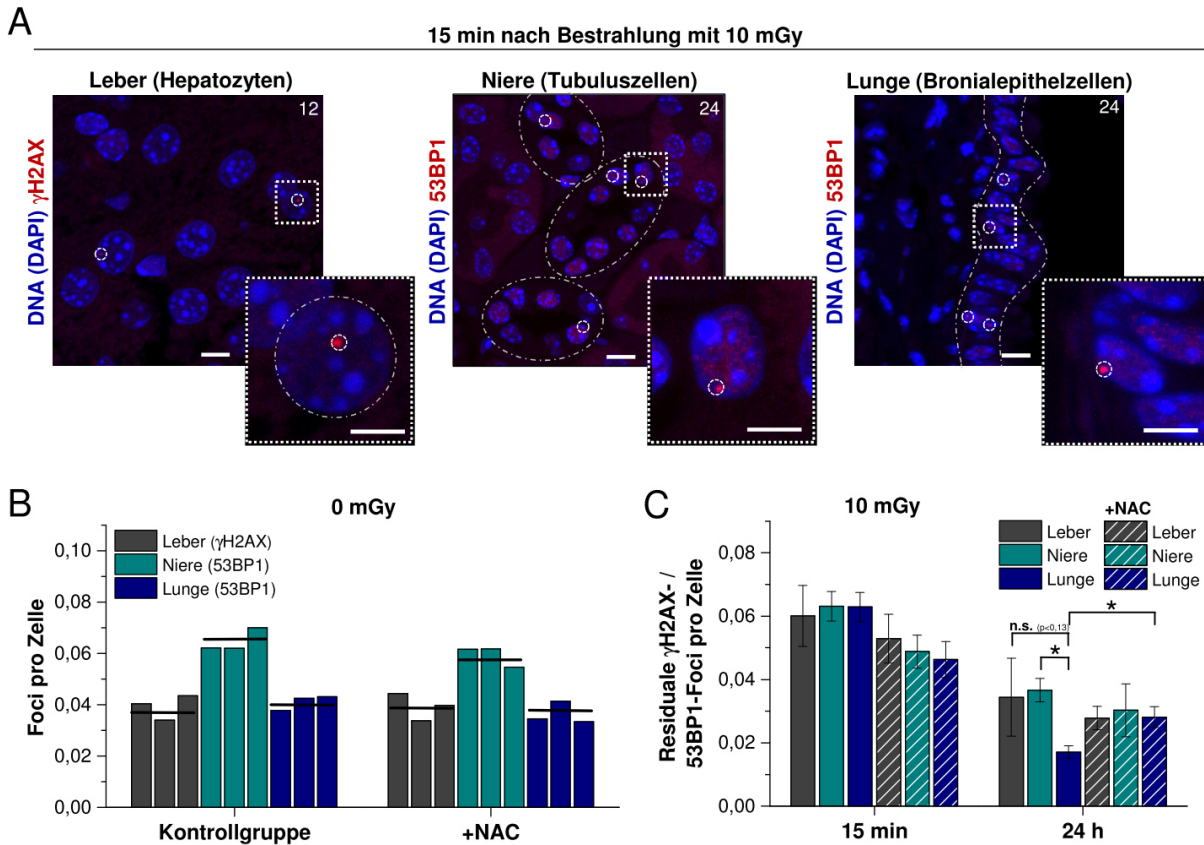 A
15 min nach Bestrahlung mit 10 mGy
Leber (Hepatozyten)
Niere (Tubuluszellen)
Lunge (Bronialepithelzellen)
DNA (DAPI) γH2AX
12
DNA (DAPI) 53BP1
24
DNA (DAPI) 53BP1
24
B
0 mGy
Foci pro Zelle
0,10
0,08
0,06
0,04
0,02
0,00
Leber (γH2AX)
Niere (53BP1)
Lunge (53BP1)
Kontrollgruppe
+NAC
C
10 mGy
+NAC
Residuale γH2AX- /
53BP1-Foci pro Zelle
0,08
0,06
0,04
0,02
0,00
Leber
Niere
Lunge
Leber
Niere
Lunge
n.s. (p<0,13)
*
*
15 min
24 h